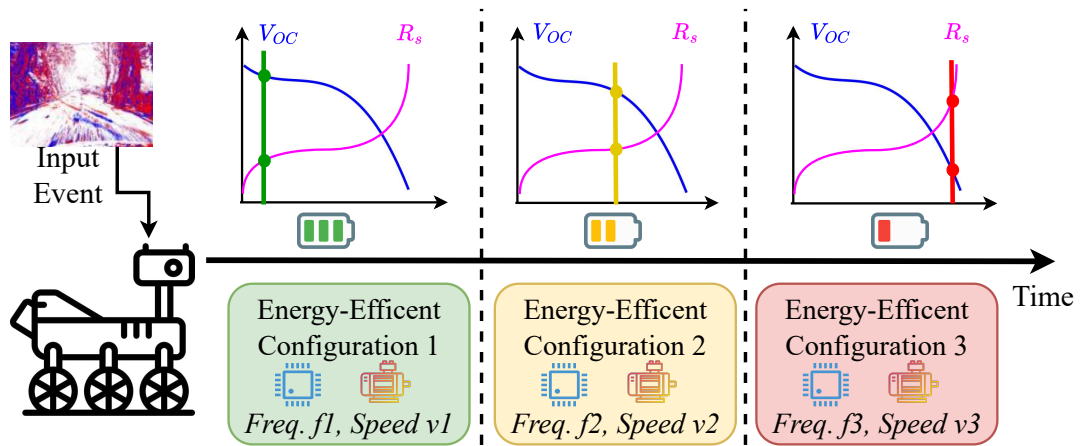 V_OC R_s
V_OC R_s
V_OC R_s
Input
Event
Time
Energy-Efficent
Configuration 1
Freq. f1, Speed v1
Energy-Efficent
Configuration 2
Freq. f2, Speed v2
Energy-Efficent
Configuration 3
Freq. f3, Speed v3